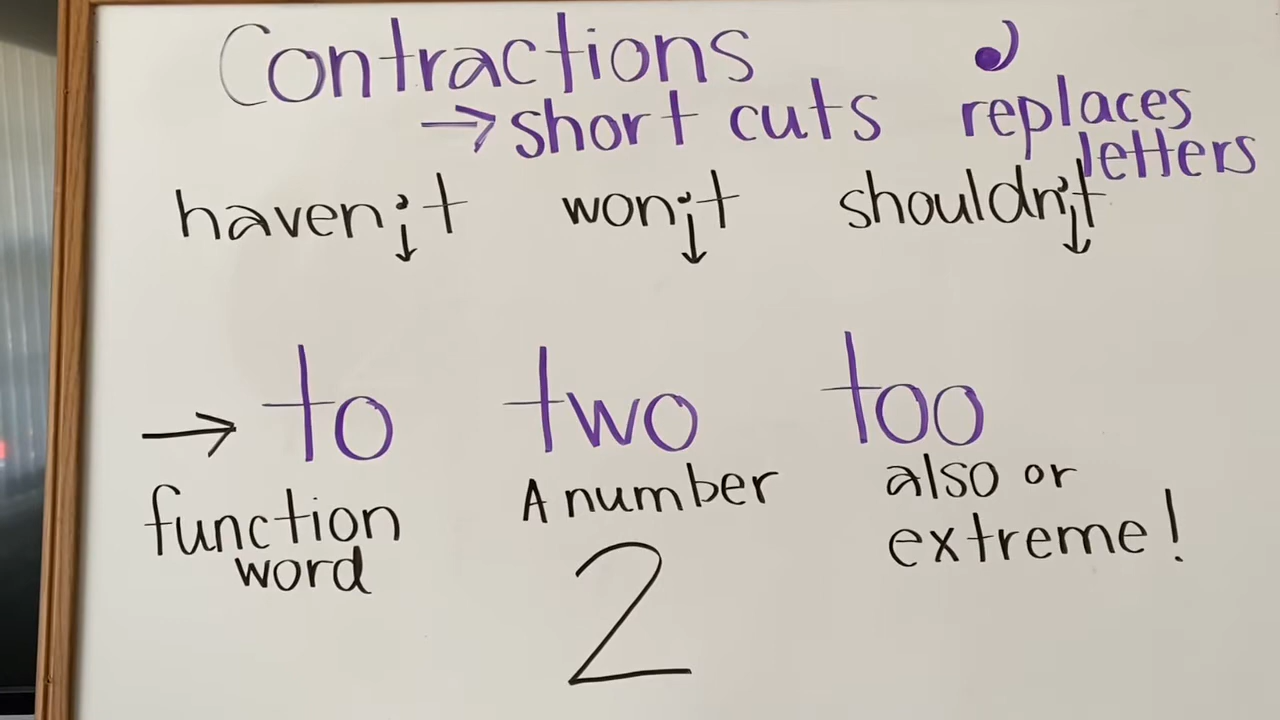 Contractions
→ short cuts
’ replaces
letters
haven't won't shouldn't
→ to two too
function
word
A number
2
also or
extreme!